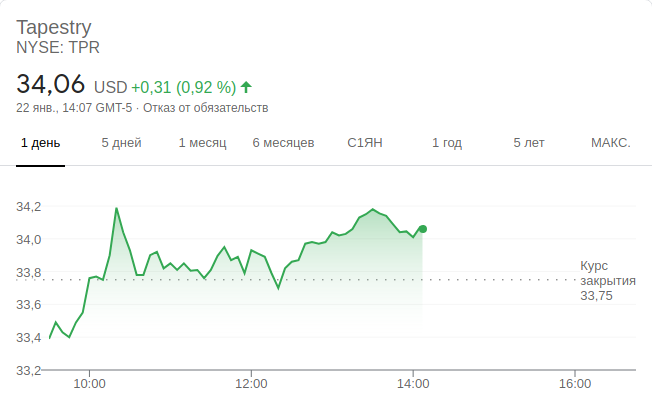 Tapestry
NYSE: TPR
34,06 USD +0,31 (0,92 %)
22 янв., 14:07 GMT-5 · Отказ от обязательств
1 день 5 дней 1 месяц 6 месяцев С1ЯН 1 год 5 лет МАКС.
34,2
34,0
33,8
33,6
33,4
33,2
Курс
закрытия
33,75
10:00 12:00 14:00 16:00